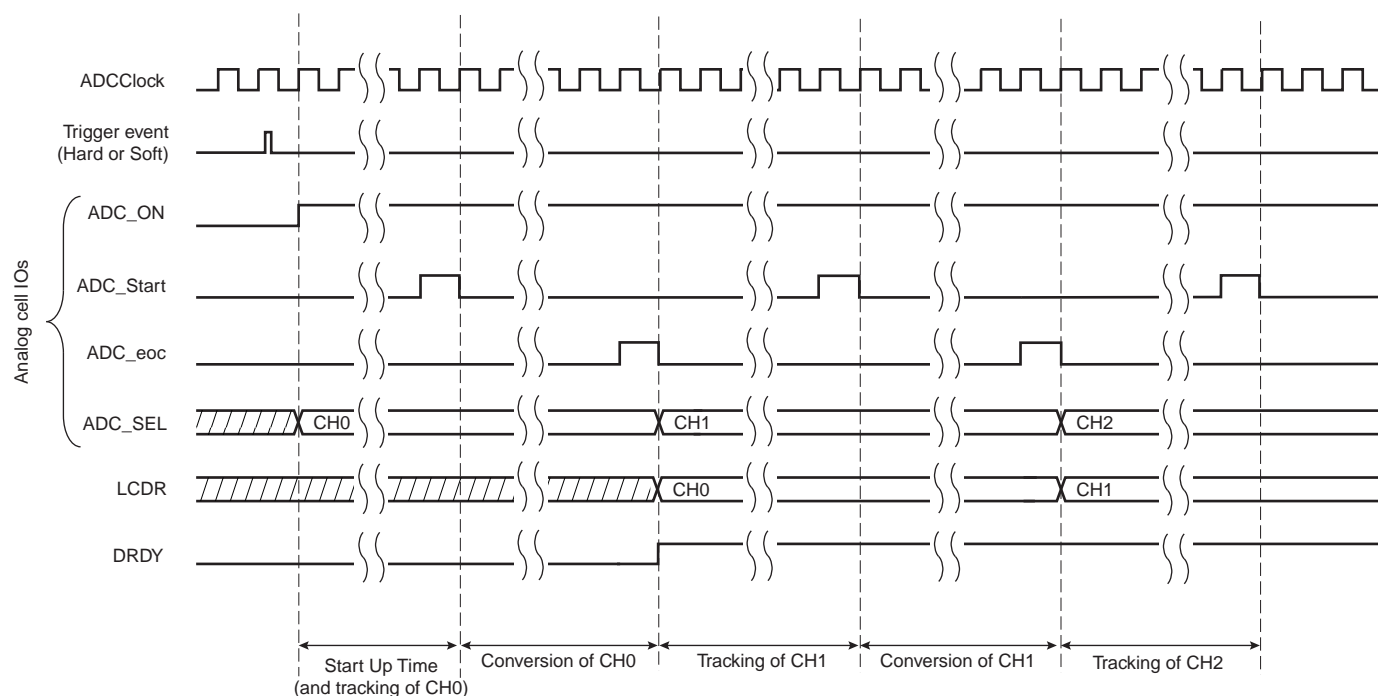 ADCClock
Trigger event
(Hard or Soft)
Analog cell IOs
ADC_ON
ADC_Start
ADC_eoc
ADC_SEL
CH0
CH1
CH2
LCDR
CH0
CH1
DRDY
Start Up Time
(and tracking of CH0)
Conversion of CH0
Tracking of CH1
Conversion of CH1
Tracking of CH2